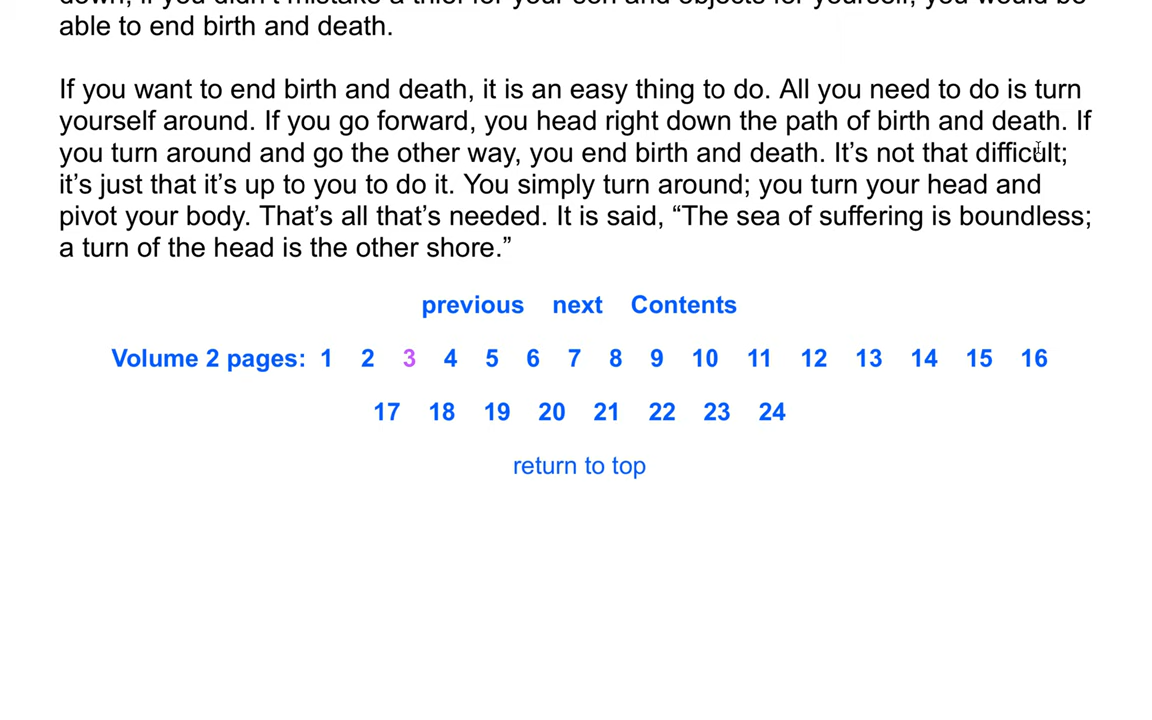 able to end birth and death.
If you want to end birth and death, it is an easy thing to do. All you need to do is turn
yourself around. If you go forward, you head right down the path of birth and death. If
you turn around and go the other way, you end birth and death. It’s not that difficult;
it’s just that it’s up to you to do it. You simply turn around; you turn your head and
pivot your body. That’s all that’s needed. It is said, “The sea of suffering is boundless;
a turn of the head is the other shore.”
previous next Contents
Volume 2 pages: 1 2 3 4 5 6 7 8 9 10 11 12 13 14 15 16
17 18 19 20 21 22 23 24
return to top